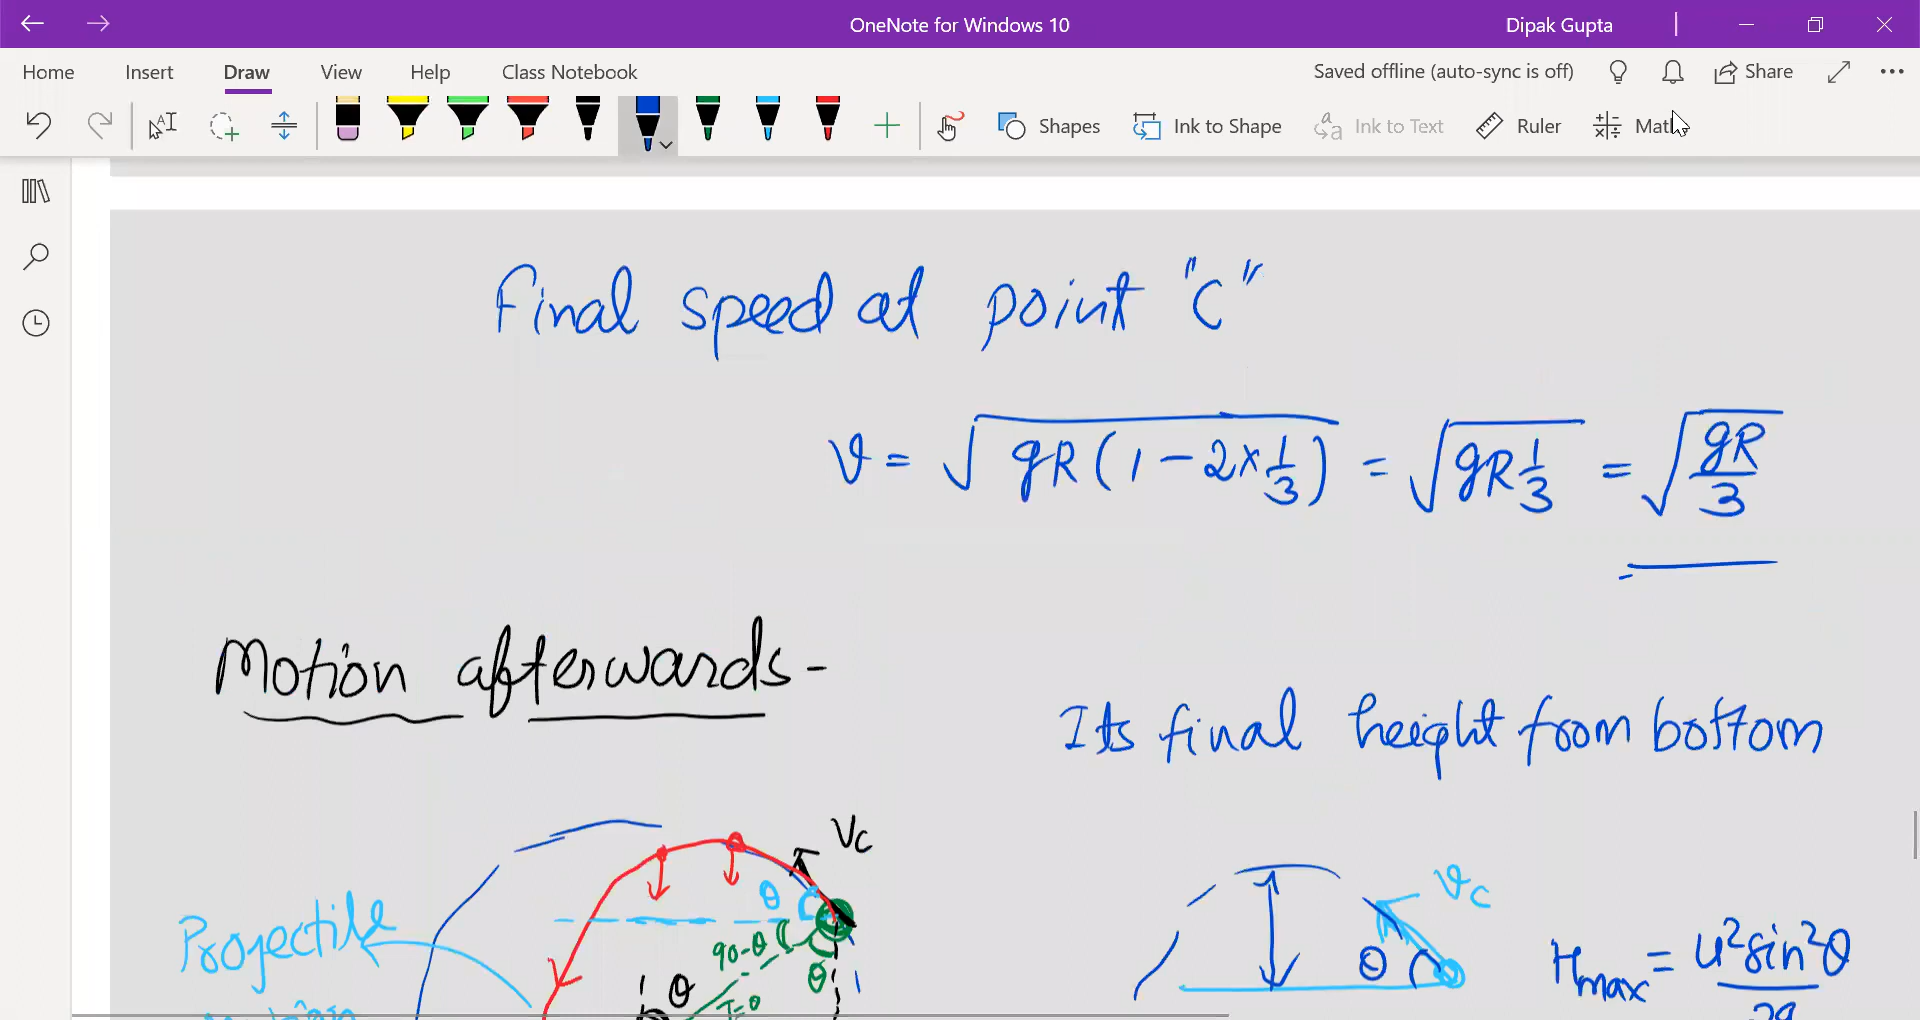 OneNote for Windows 10
Dipak Gupta
Home Insert Draw View Help Class Notebook
Saved offline (auto-sync is off) Share
Shapes Ink to Shape Ink to Text Ruler Math
Final speed at point "C"
v = √gR(1 - 2×1/3) = √gR 1/3 = √gR/3
Motion afterwards-
Its final height from bottom
Vc
θ
Projectile
90-θ
θ
θ
T=0
vc
θ
Hmax = u²sin²θ
2g